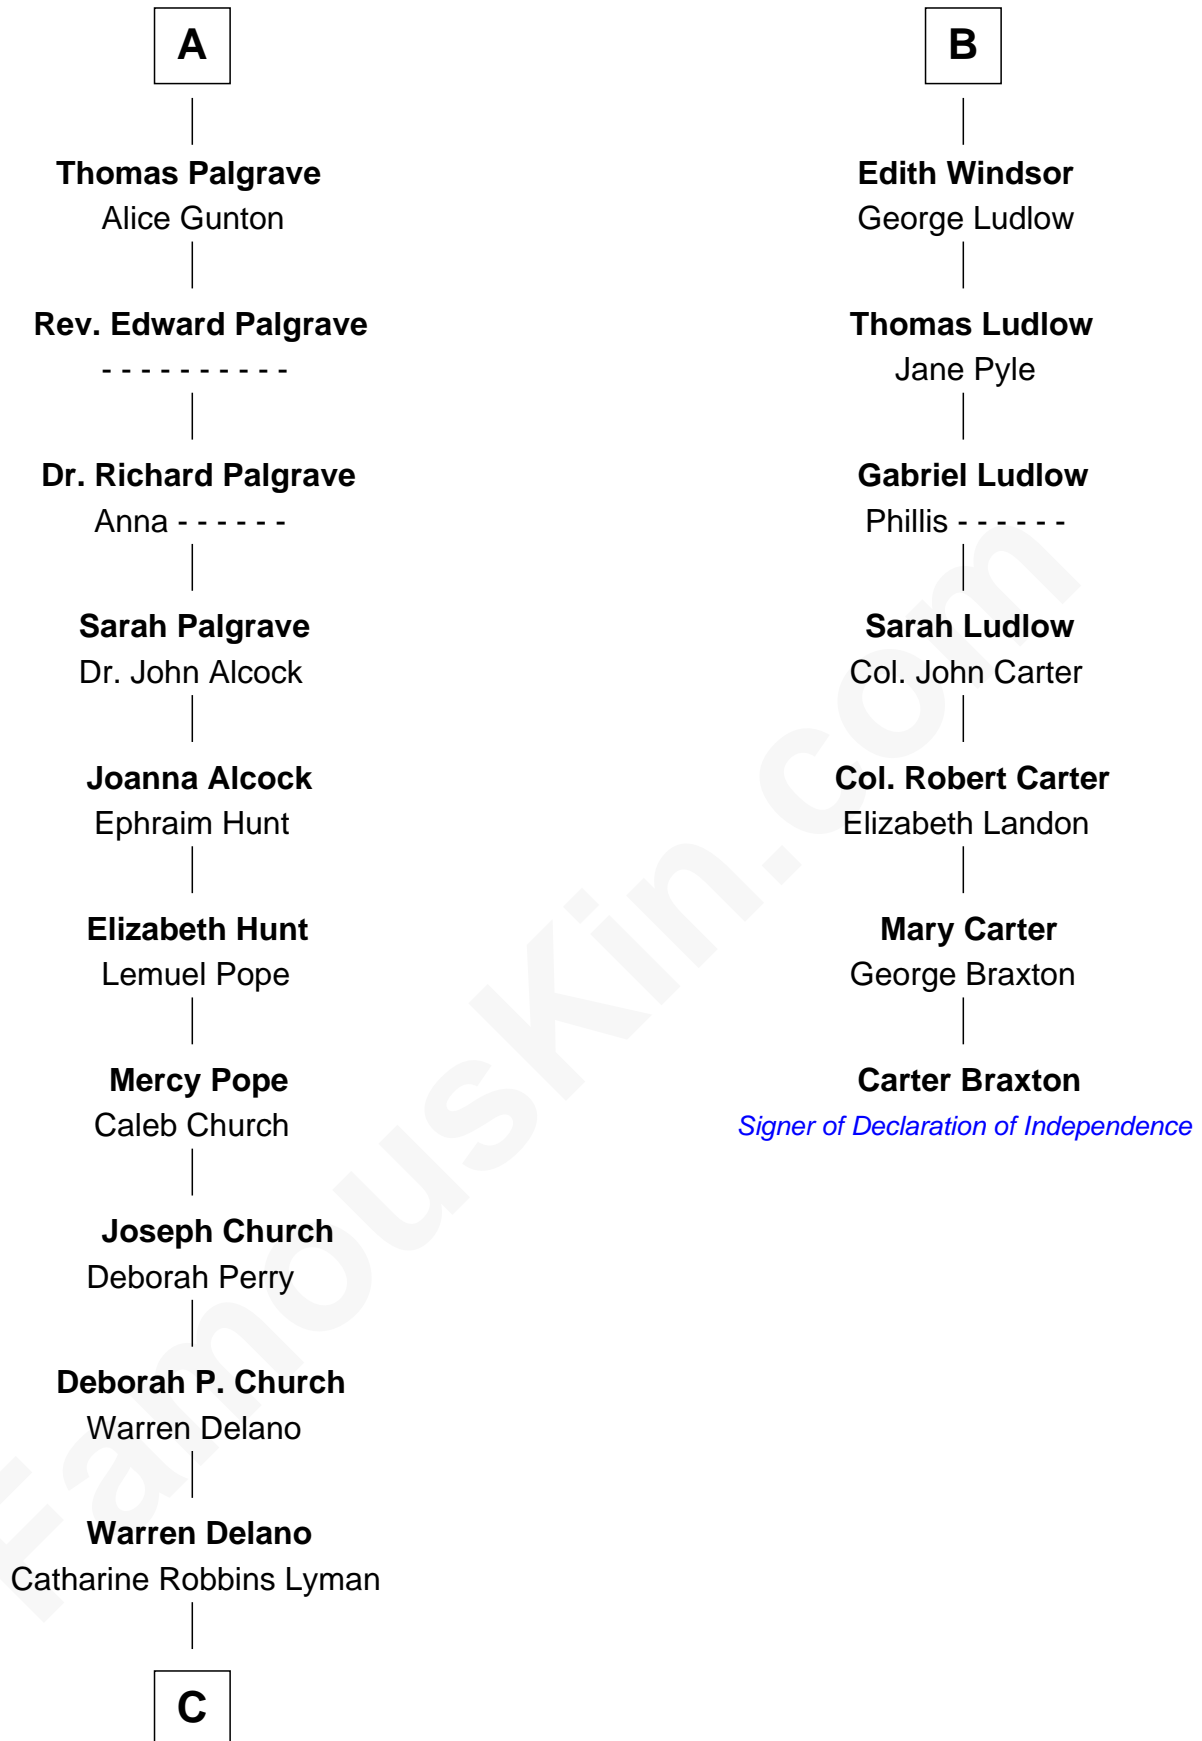 A
Thomas Palgrave
Alice Gunton
Rev. Edward Palgrave
- - - - - - - - - -
Dr. Richard Palgrave
Anna - - - - - -
Sarah Palgrave
Dr. John Alcock
Joanna Alcock
Ephraim Hunt
Elizabeth Hunt
Lemuel Pope
Mercy Pope
Caleb Church
Joseph Church
Deborah Perry
Deborah P. Church
Warren Delano
Warren Delano
Catharine Robbins Lyman
C
B
Edith Windsor
George Ludlow
Thomas Ludlow
Jane Pyle
Gabriel Ludlow
Phillis - - - - - -
Sarah Ludlow
Col. John Carter
Col. Robert Carter
Elizabeth Landon
Mary Carter
George Braxton
Carter Braxton
Signer of Declaration of Independence
FamousKin.com